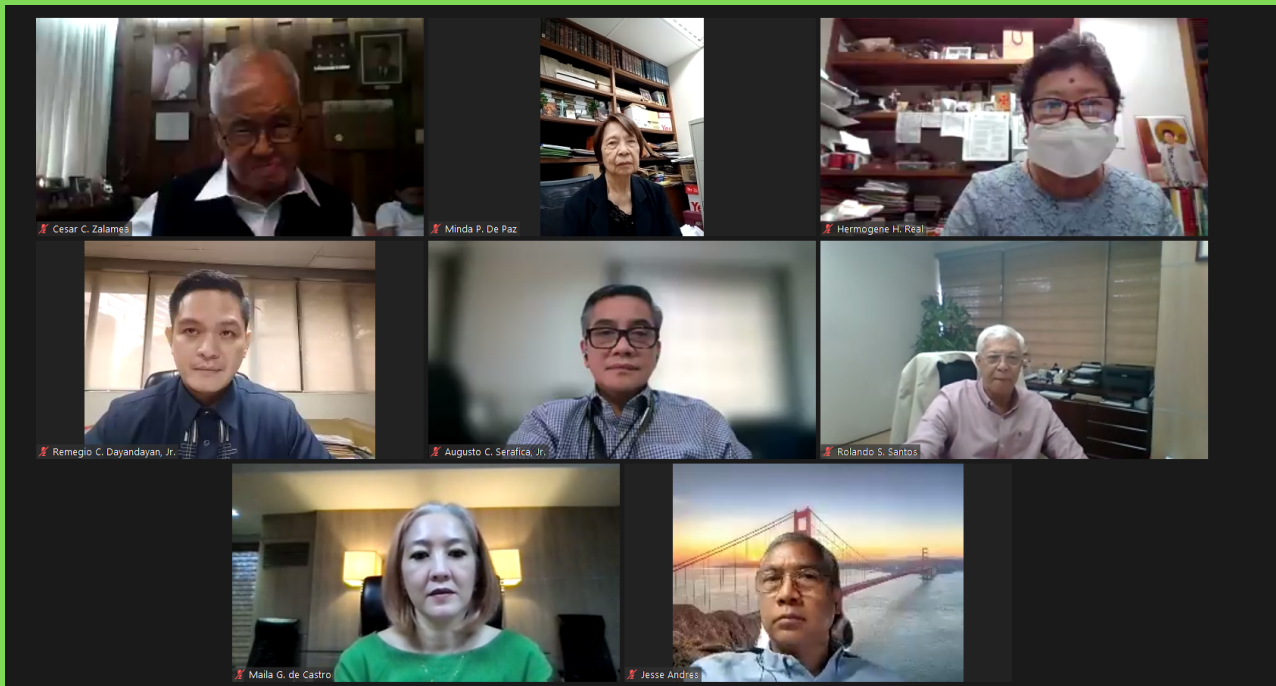 Cesar C. Zalamea
Minda P. De Paz
Hermogene H. Real
Remegio C. Dayandayan, Jr.
Augusto C. Serafica, Jr.
Rolando S. Santos
Maila G. de Castro
Jesse Andres